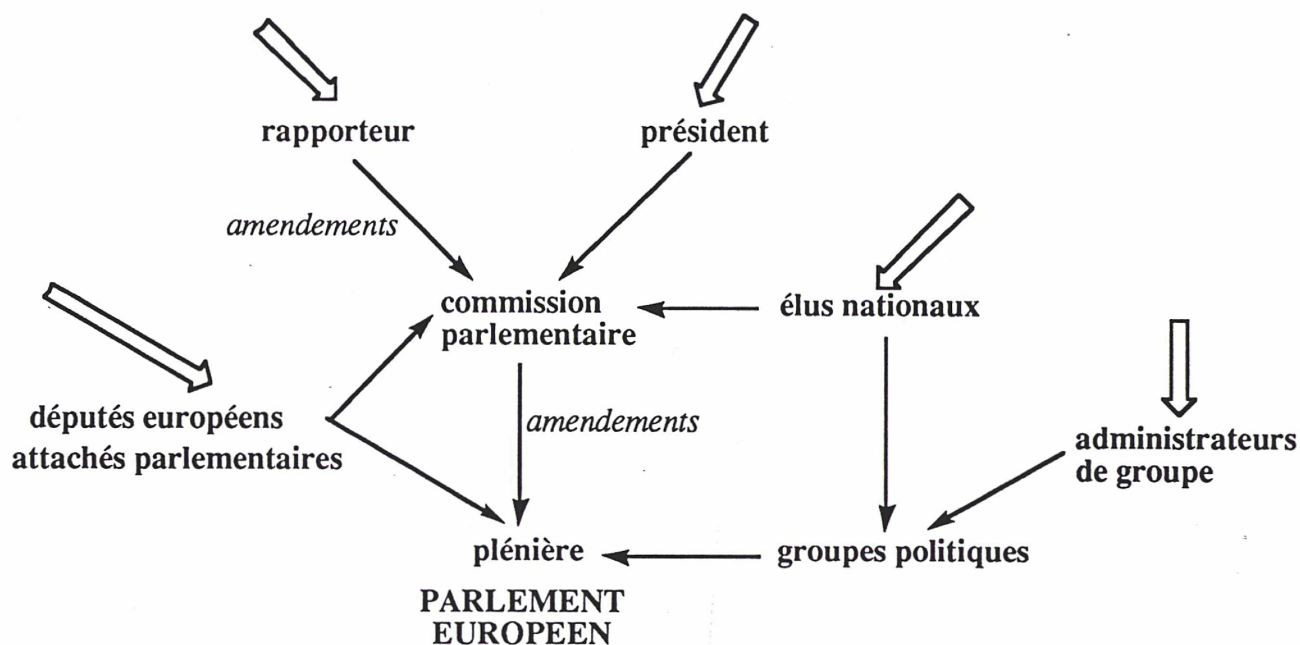 rapporteur
président
amendements
commission
parlementaire
élus nationaux
députés européens
attachés parlementaires
amendements
administrateurs
de groupe
plénière
groupes politiques
PARLEMENT
EUROPEEN